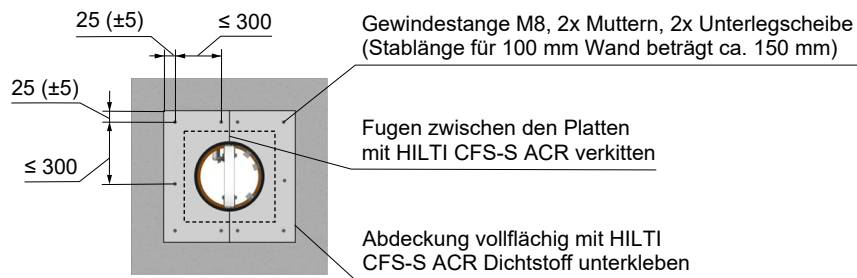 25 (±5)
≤ 300
Gewindestange M8, 2x Muttern, 2x Unterlegscheibe
(Stablänge für 100 mm Wand beträgt ca. 150 mm)
25 (±5)
≤ 300
Fugen zwischen den Platten
mit HILTI CFS-S ACR verkitten
Abdeckung vollflächig mit HILTI
CFS-S ACR Dichtstoff unterkleben